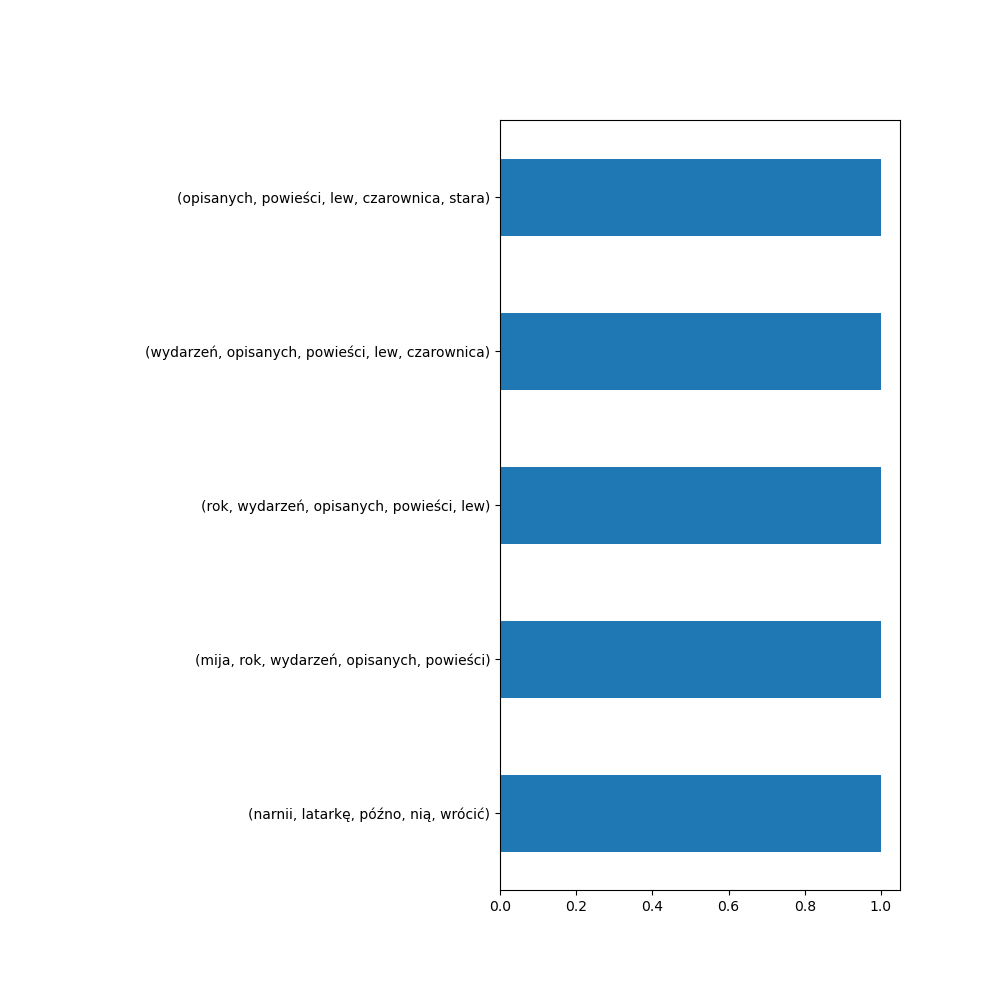 (opisanych, powieści, lew, czarownica, stara)
(wydarzeń, opisanych, powieści, lew, czarownica)
(rok, wydarzeń, opisanych, powieści, lew)
(mija, rok, wydarzeń, opisanych, powieści)
(narnii, latarkę, późno, nią, wrócić)
0.0 0.2 0.4 0.6 0.8 1.0